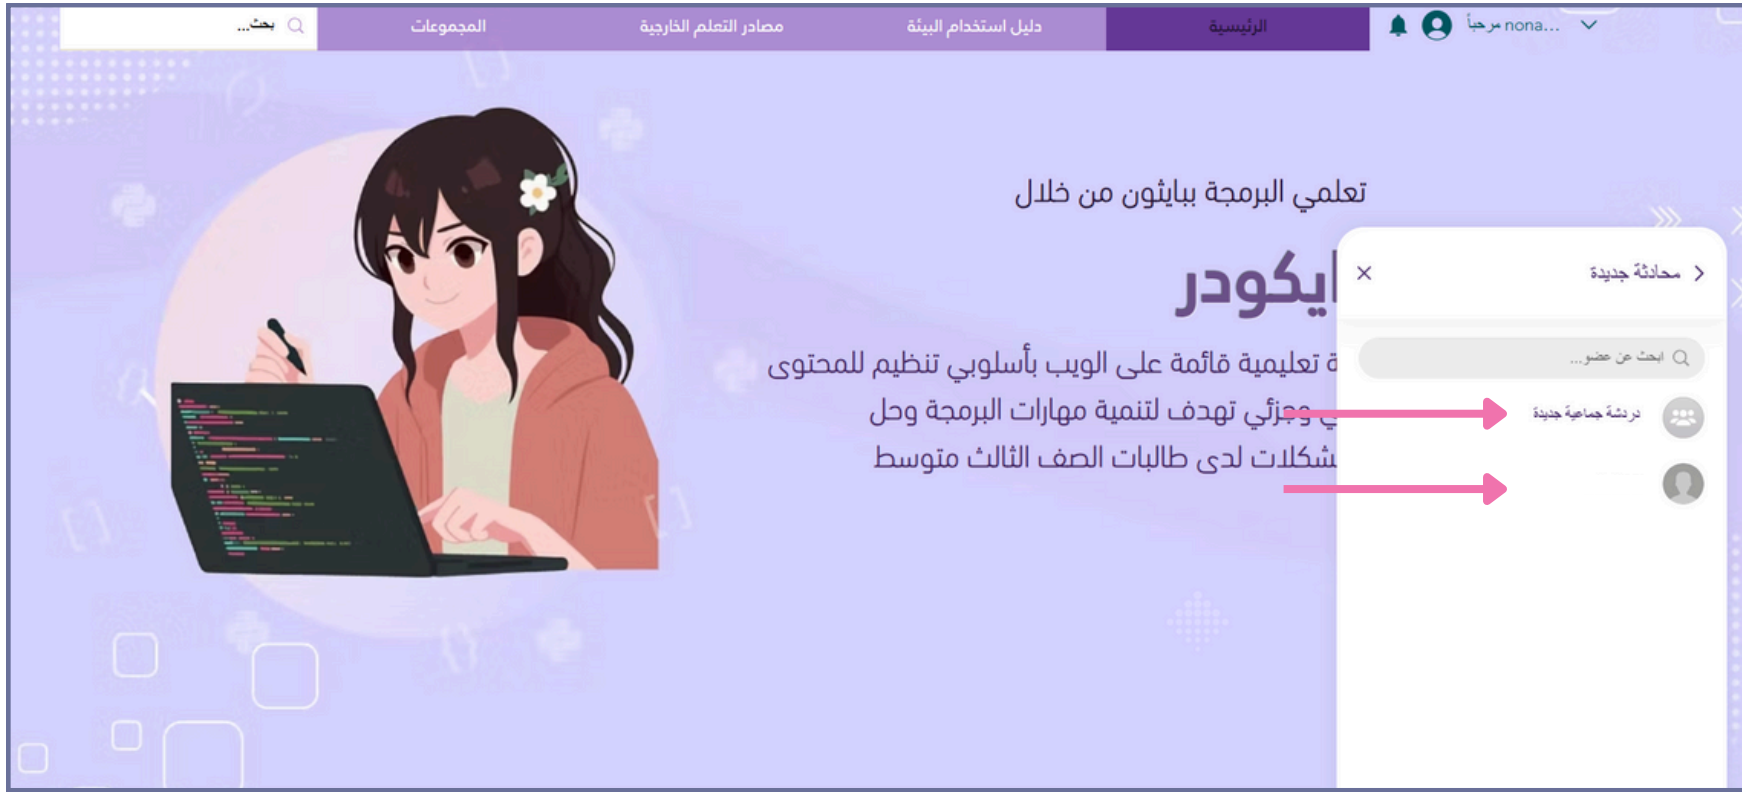 مرحباً nona...
الرئيسية
دليل استخدام البيئة
مصادر التعلم الخارجية
المجموعات
بحث...
تعلمي البرمجة ببايثون من خلال
ايكودر
ة تعليمية قائمة على الويب بأسلوبي تنظيم للمحتوى
ي وجزئي تهدف لتنمية مهارات البرمجة وحل
شكلات لدى طالبات الصف الثالث متوسط
محادثة جديدة
ابحث عن عضو...
دردشة جماعية جديدة